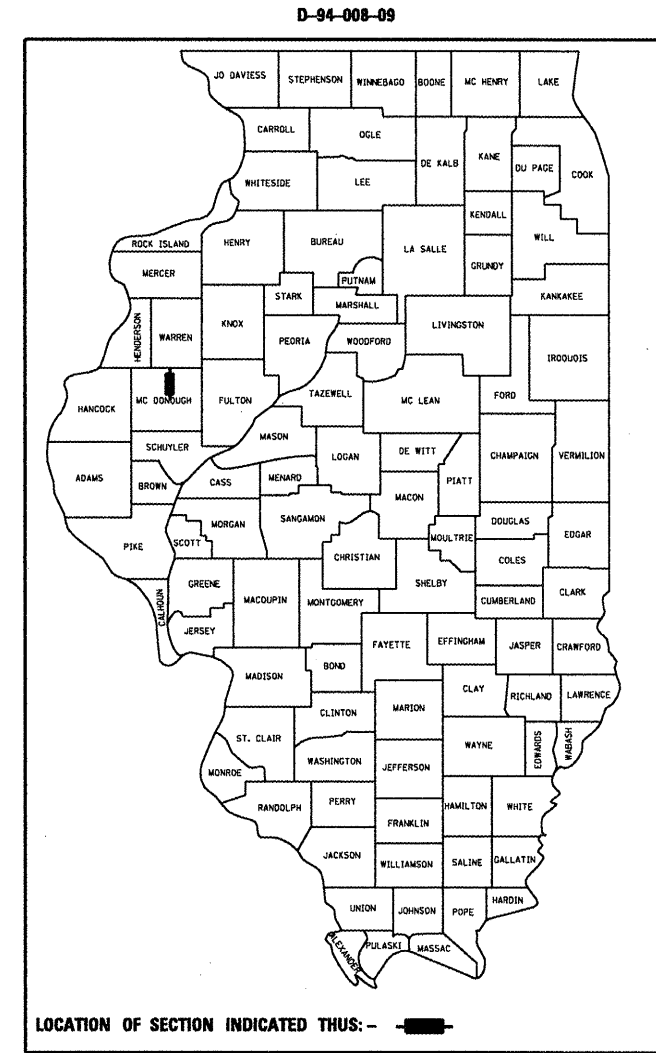 D-94-008-09
JO DAVIESS STEPHENSON WINNEBAGO BOONE MC HENRY LAKE
CARROLL OGLE
DE KALB KANE DU PAGE COOK
WHITESIDE LEE
KENDALL WILL
ROCK ISLAND HENRY BUREAU LA SALLE
GRUNDY
MERCER PUTNAM
STARK MARSHALL KANKAKEE
HENDERSON WARREN KNOX PEORIA WOODFORD LIVINGSTON
IROQUOIS
HANCOCK MC DONOUGH FULTON TAZEWELL MC LEAN FORD
MASON
SCHUYLER LOGAN DE WITT CHAMPAIGN VERMILION
ADAMS BROWN CASS MENARD PIATT
MACON
MORGAN SANGAMON DOUGLAS
PIKE SCOTT CHRISTIAN MOULTRIE EDGAR
COLES
GREENE SHELBY
CALHOUN MACOUPIN MONTGOMERY CUMBERLAND CLARK
JERSEY
FAYETTE EFFINGHAM JASPER CRAWFORD
BOND
MADISON CLAY
RICHLAND LAWRENCE
CLINTON MARION
ST. CLAIR WAYNE EDWARDS WABASH
WASHINGTON JEFFERSON
MONROE
RANDOLPH PERRY HAMILTON WHITE
FRANKLIN
JACKSON WILLIAMSON SALINE GALLATIN
UNION JOHNSON POPE HARDIN
ALEXANDER PULASKI MASSAC
LOCATION OF SECTION INDICATED THUS: -